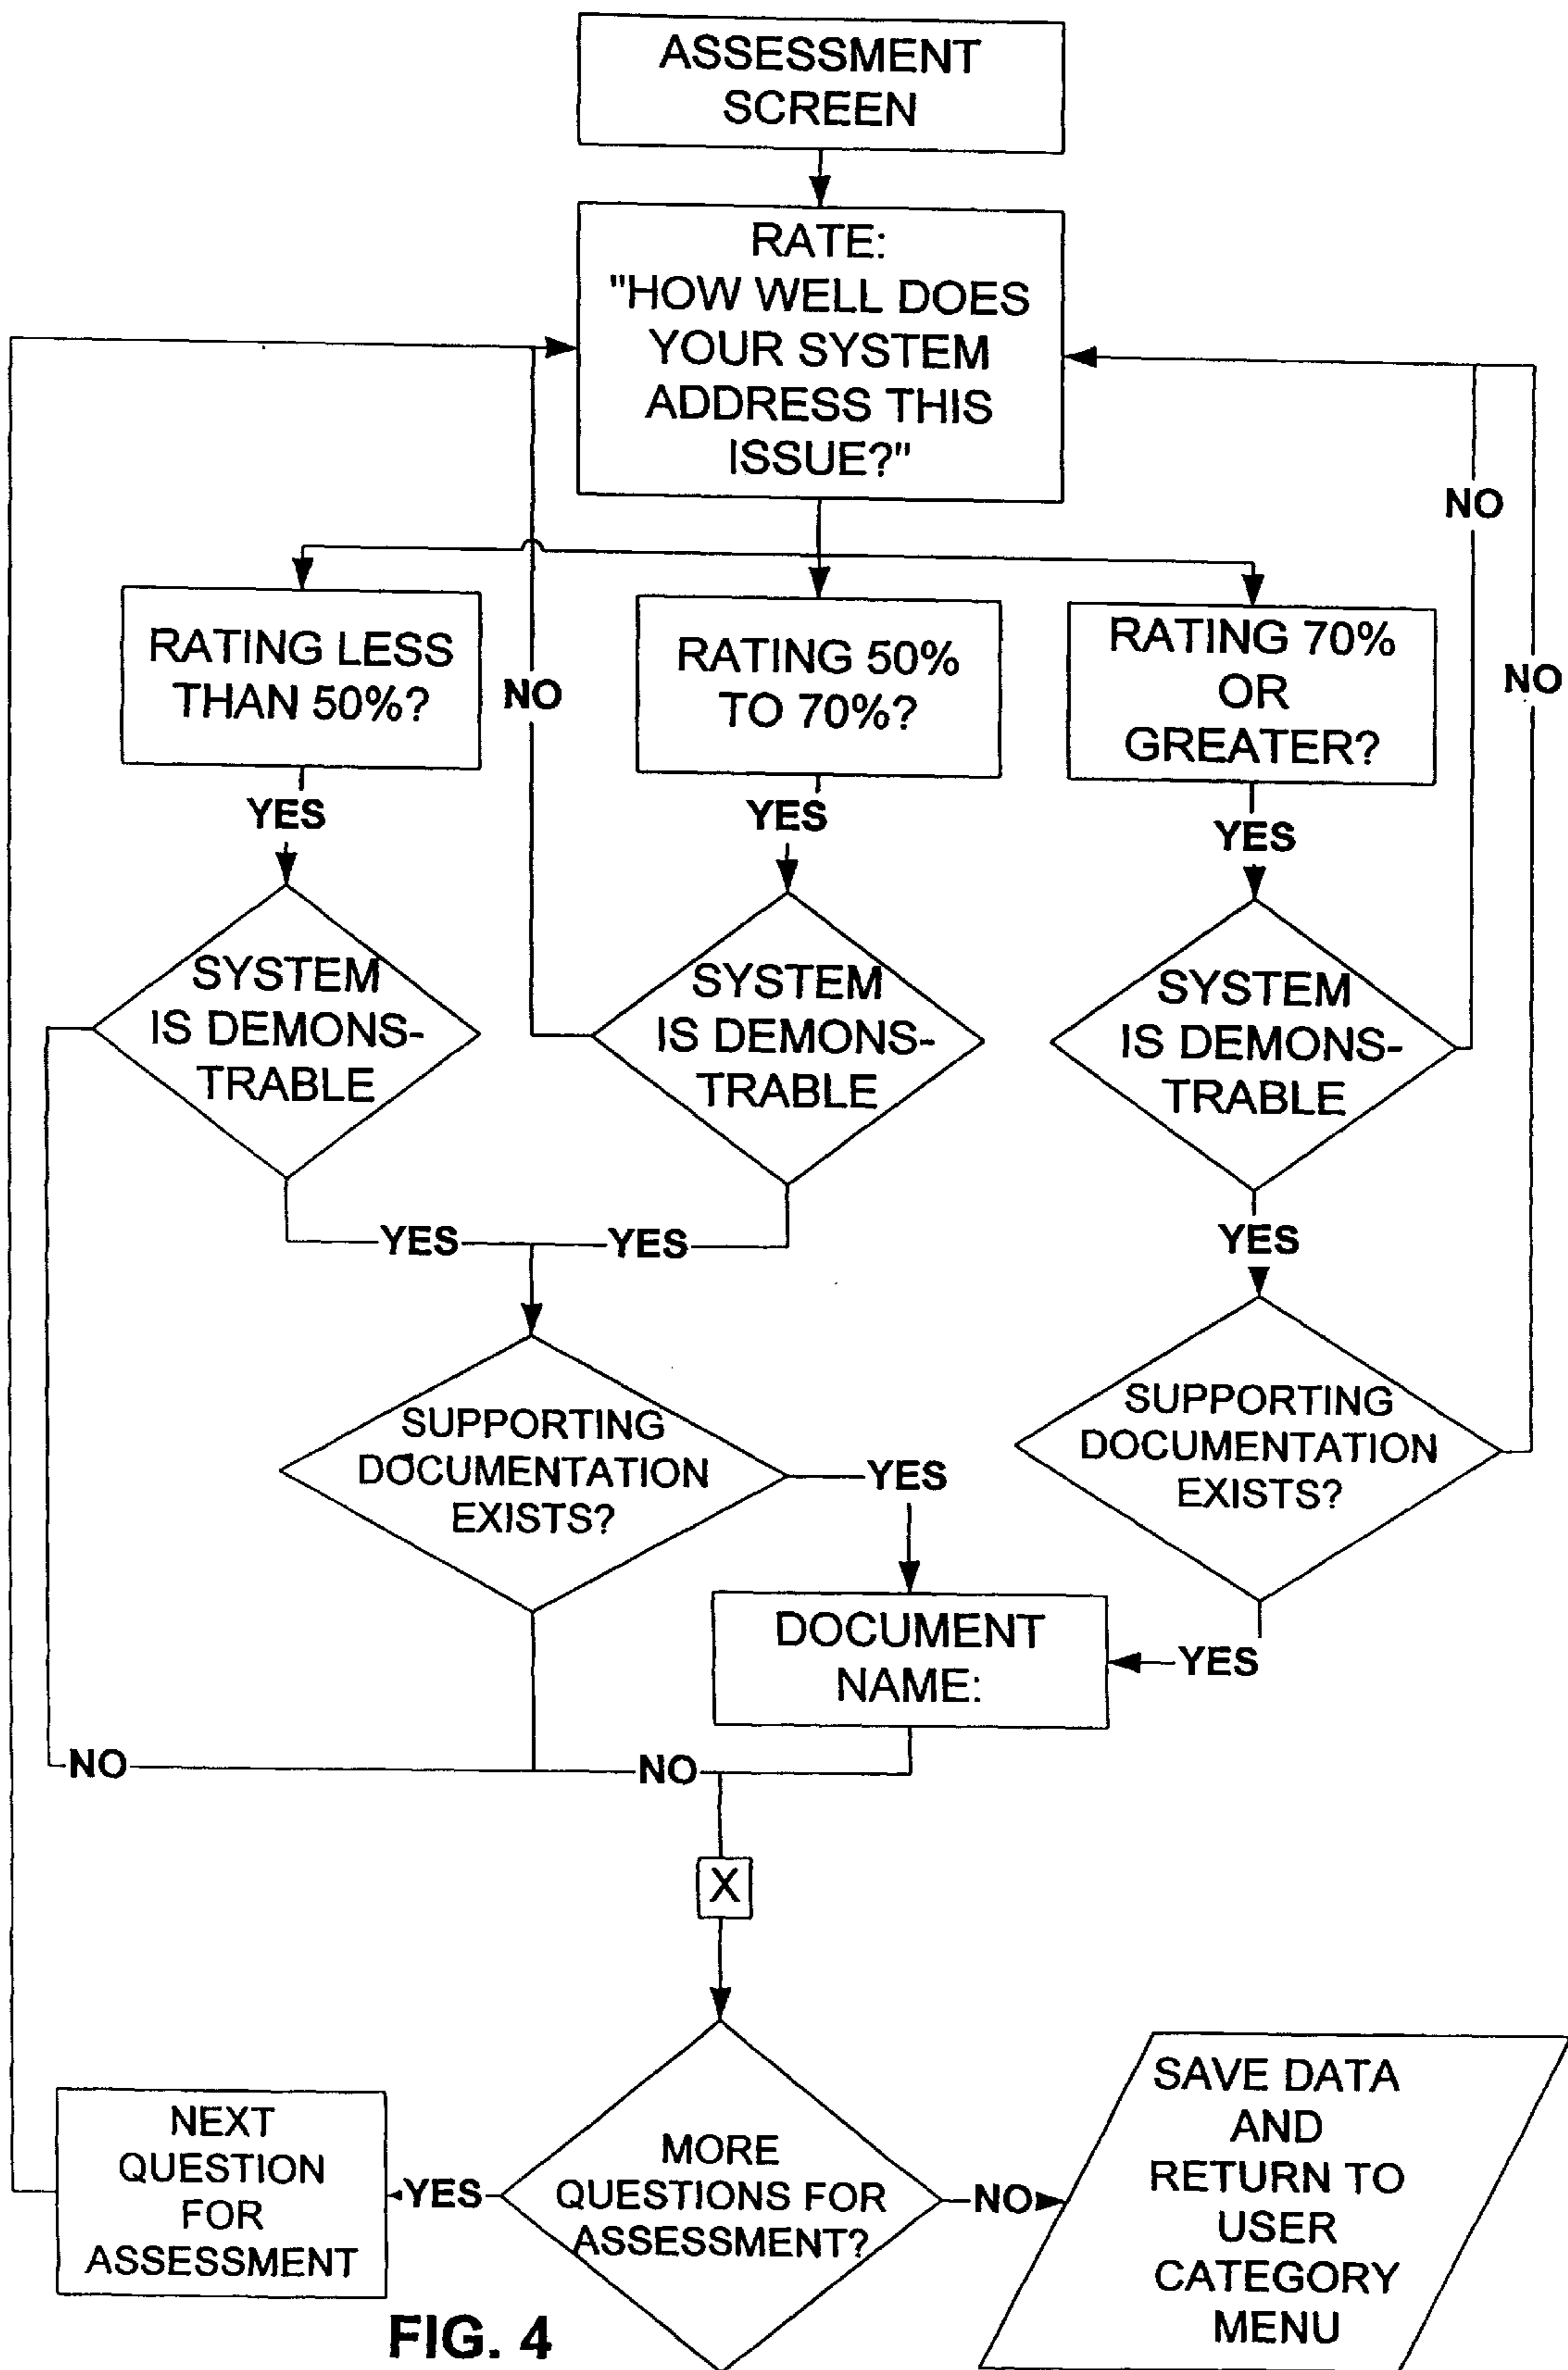 ASSESSMENT
SCREEN
RATE:
"HOW WELL DOES
YOUR SYSTEM
ADDRESS THIS
ISSUE?"
NO
NO
NO
RATING LESS
THAN 50%?
RATING 50%
TO 70%?
RATING 70%
OR
GREATER?
YES
YES
YES
SYSTEM
IS DEMONS-
TRABLE
SYSTEM
IS DEMONS-
TRABLE
SYSTEM
IS DEMONS-
TRABLE
YES
YES
YES
SUPPORTING
DOCUMENTATION
EXISTS?
YES
SUPPORTING
DOCUMENTATION
EXISTS?
YES
DOCUMENT
NAME:
NO
NO
X
MORE
QUESTIONS FOR
ASSESSMENT?
YES
NEXT
QUESTION
FOR
ASSESSMENT
NO
SAVE DATA
AND
RETURN TO
USER
CATEGORY
MENU
FIG. 4